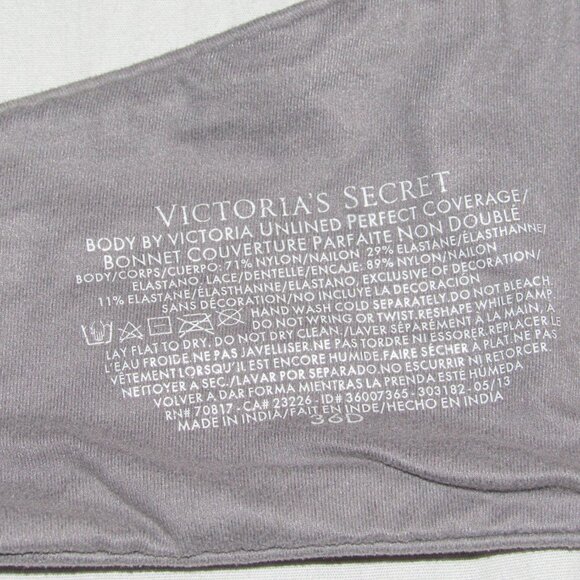 VICTORIA'S SECRET
BODY BY VICTORIA UNLINED PERFECT COVERAGE/
BONNET COUVERTURE PARFAITE NON DOUBLÉ
BODY/CORPS/CUERPO: 71% NYLON/NAILON 29% ELASTANE/ÉLASTHANNE/
ELASTANO, LACE/DENTELLE/ENCAJE: 89% NYLON/NAILON
11% ELASTANE/ÉLASTHANNE/ELASTANO, EXCLUSIVE OF DECORATION/
SANS DÉCORATION/NO INCLUYE LA DECORACIÓN
HAND WASH COLD SEPARATELY.DO NOT BLEACH.
DO NOT WRING OR TWIST.RESHAPE WHILE DAMP.
LAY FLAT TO DRY. DO NOT DRY CLEAN./LAVER SÉPARÉMENT À LA MAIN, À
L'EAU FROIDE.NE PAS JAVELLISER.NE PAS TORDRE NI ESSORER.REPLACER LE
VÊTEMENT LORSQU'IL EST ENCORE HUMIDE.FAIRE SÉCHER À PLAT. NE PAS
NETTOYER A SEC./LAVAR POR SEPARADO.NO ESCURRIR NI RETORCER.
VOLVER A DAR FORMA MIENTRAS LA PRENDA ESTÉ HUMEDA
RN# 70817 - CA# 23226 - ID# 36007365 - 303182 - 05/13
MADE IN INDIA/FAIT EN INDE/HECHO EN INDIA
36D